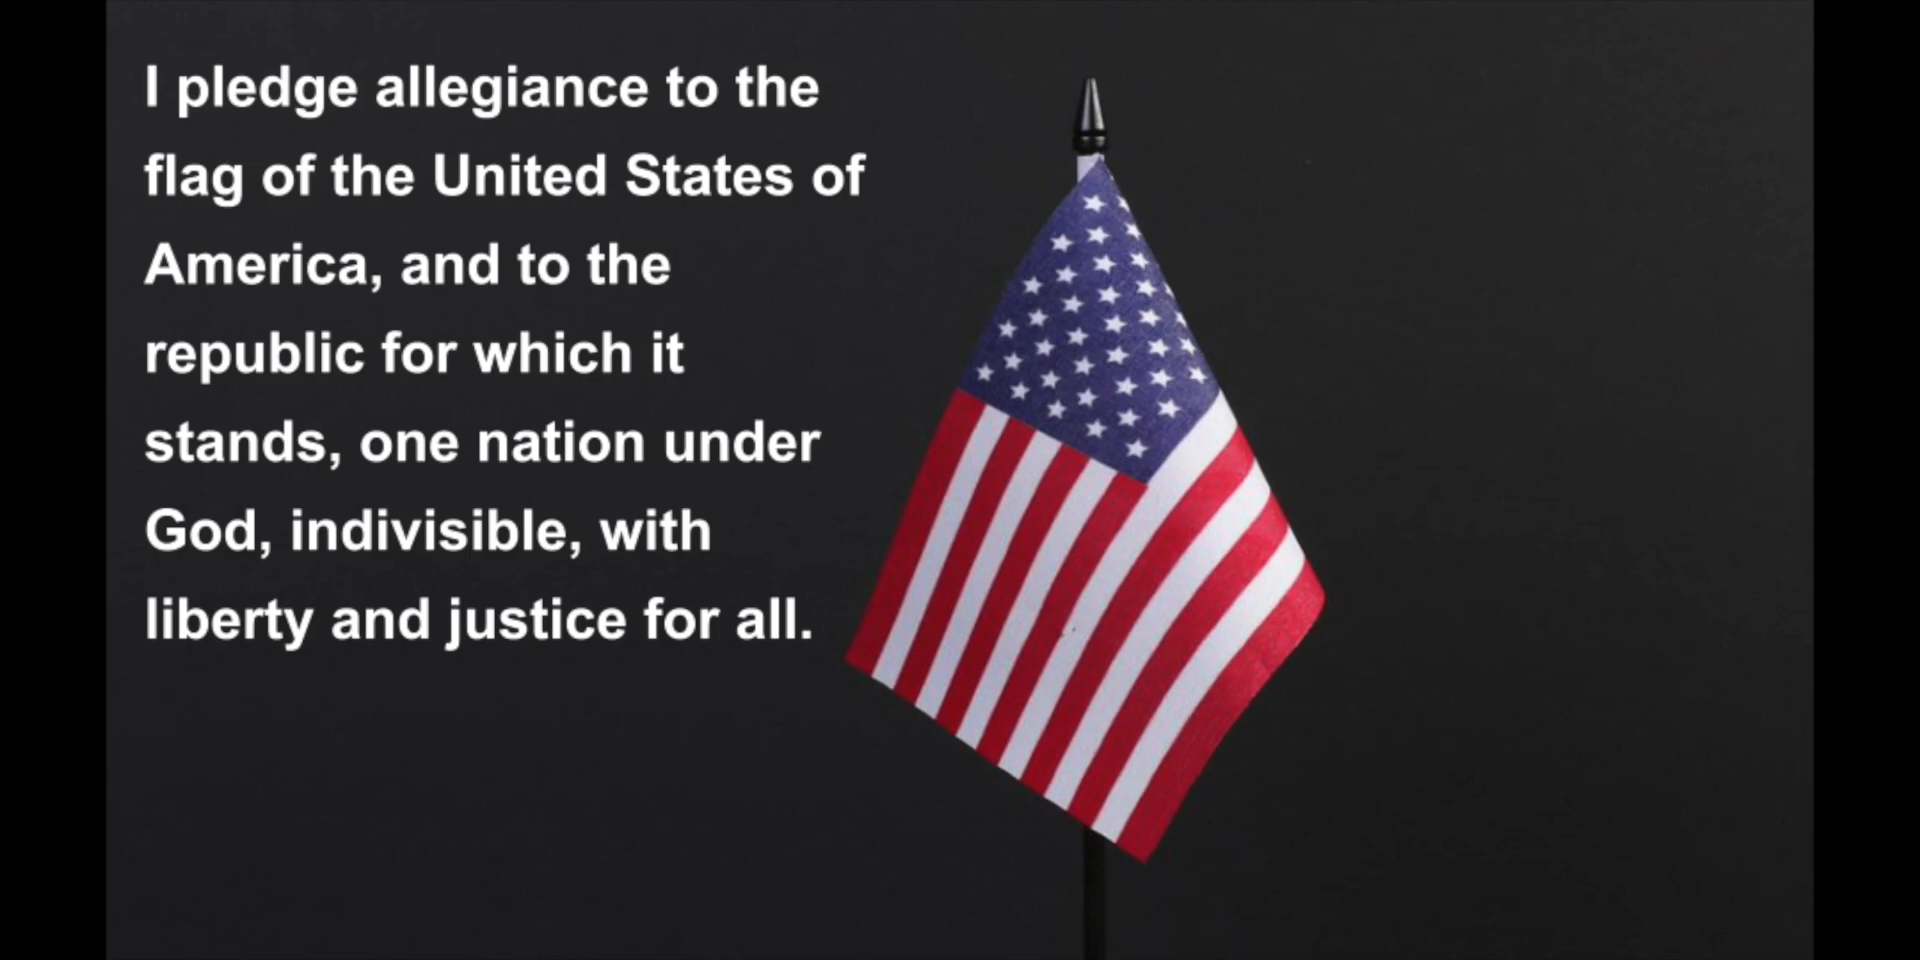 I pledge allegiance to the
flag of the United States of
America, and to the
republic for which it
stands, one nation under
God, indivisible, with
liberty and justice for all.